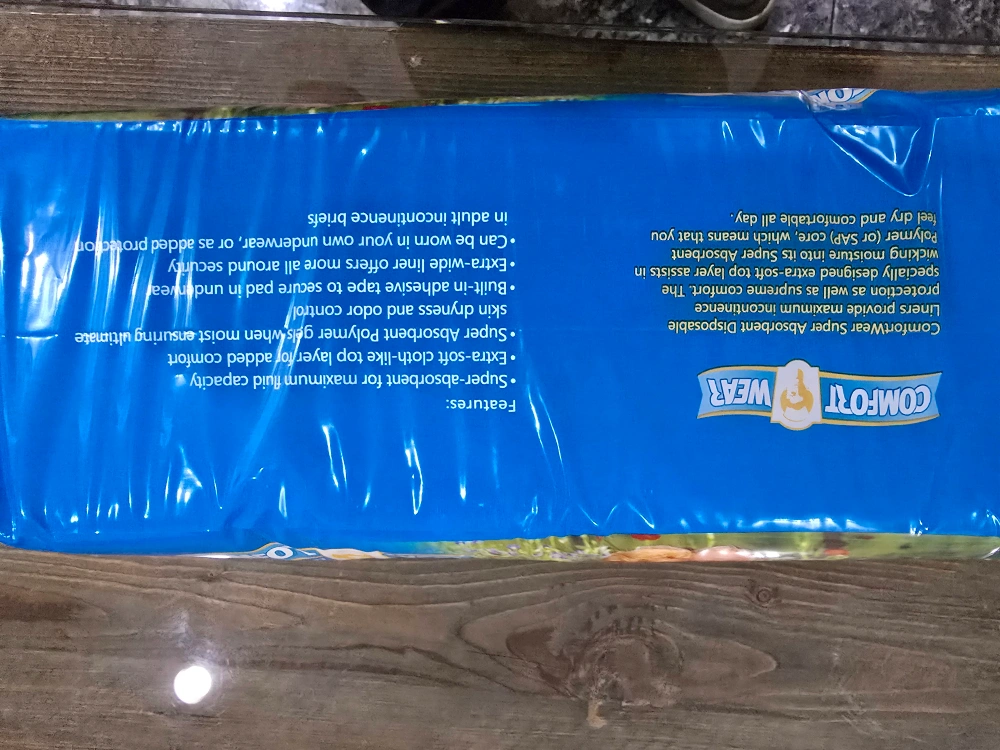 COMFORT WEAR
ComfortWear Super Absorbent Disposable
Liners provide maximum incontinence
protection as well as supreme comfort. The
specially designed extra-soft top layer assists in
wicking moisture into its Super Absorbent
Polymer (or) SAP) core, which means that you
feel dry and comfortable all day.
Features:
• Super-absorbent for maximum fluid capacity
• Extra-soft cloth-like top layer for added comfort
• Super Absorbent Polymer gels when moist ensuring ultimate
skin dryness and odor control
• Built-in adhesive tape to secure pad in underwear
• Extra-wide liner offers more all around security
• Can be worn in your own underwear, or as added protection
in adult incontinence briefs